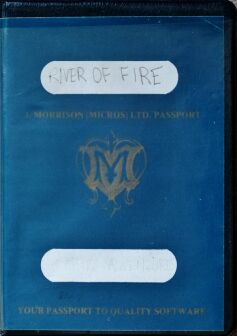 RIVER OF FIRE
J. MORRISON (MICROS) LTD. PASSPORT
M
YOUR PASSPORT TO QUALITY SOFTWARE